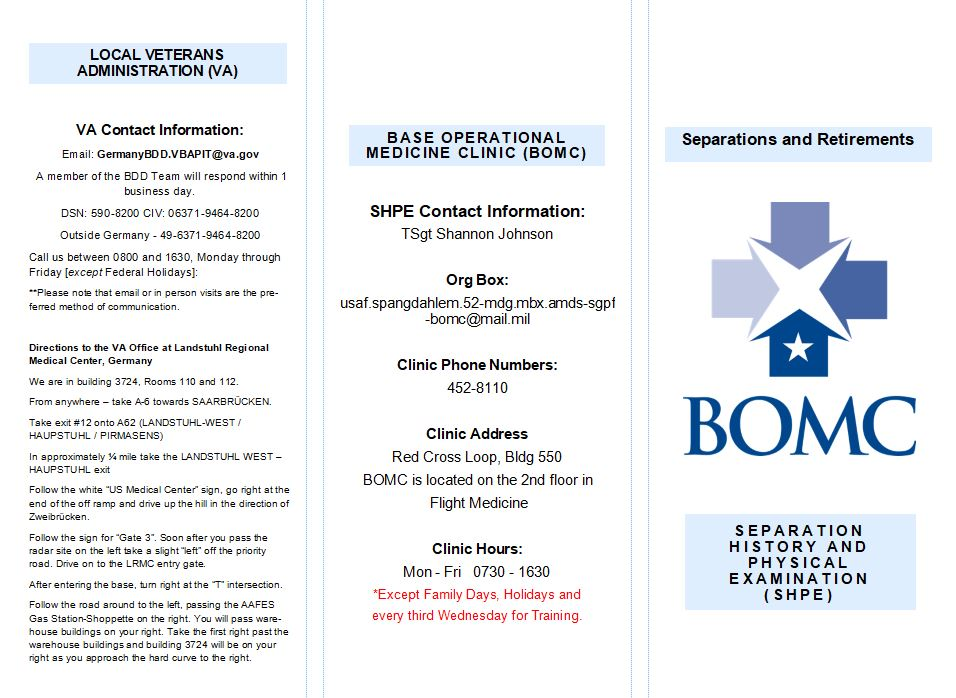 LOCAL VETERANS
ADMINISTRATION (VA)
VA Contact Information:
Email: GermanyBDD.VBAPIT@va.gov
A member of the BDD Team will respond within 1
business day.
DSN: 590-8200 CIV: 06371-9464-8200
Outside Germany - 49-6371-9464-8200
Call us between 0800 and 1630, Monday through
Friday [except Federal Holidays]:
**Please note that email or in person visits are the pre-
ferred method of communication.
Directions to the VA Office at Landstuhl Regional
Medical Center, Germany
We are in building 3724, Rooms 110 and 112.
From anywhere – take A-6 towards SAARBRÜCKEN.
Take exit #12 onto A62 (LANDSTUHL-WEST /
HAUPSTUHL / PIRMASENS)
In approximately ¼ mile take the LANDSTUHL WEST –
HAUPSTUHL exit
Follow the white “US Medical Center” sign, go right at the
end of the off ramp and drive up the hill in the direction of
Zweibrücken.
Follow the sign for “Gate 3”. Soon after you pass the
radar site on the left take a slight “left” off the priority
road. Drive on to the LRMC entry gate.
After entering the base, turn right at the “T” intersection.
Follow the road around to the left, passing the AAFES
Gas Station-Shoppette on the right. You will pass ware-
house buildings on your right. Take the first right past the
warehouse buildings and building 3724 will be on your
right as you approach the hard curve to the right.
BASE OPERATIONAL
MEDICINE CLINIC (BOMC)
SHPE Contact Information:
TSgt Shannon Johnson
Org Box:
usaf.spangdahlem.52-mdg.mbx.amds-sgpf
-bomc@mail.mil
Clinic Phone Numbers:
452-8110
Clinic Address
Red Cross Loop, Bldg 550
BOMC is located on the 2nd floor in
Flight Medicine
Clinic Hours:
Mon - Fri 0730 - 1630
*Except Family Days, Holidays and
every third Wednesday for Training.
Separations and Retirements
BOMC
SEPARATION
HISTORY AND
PHYSICAL
EXAMINATION
(SHPE)